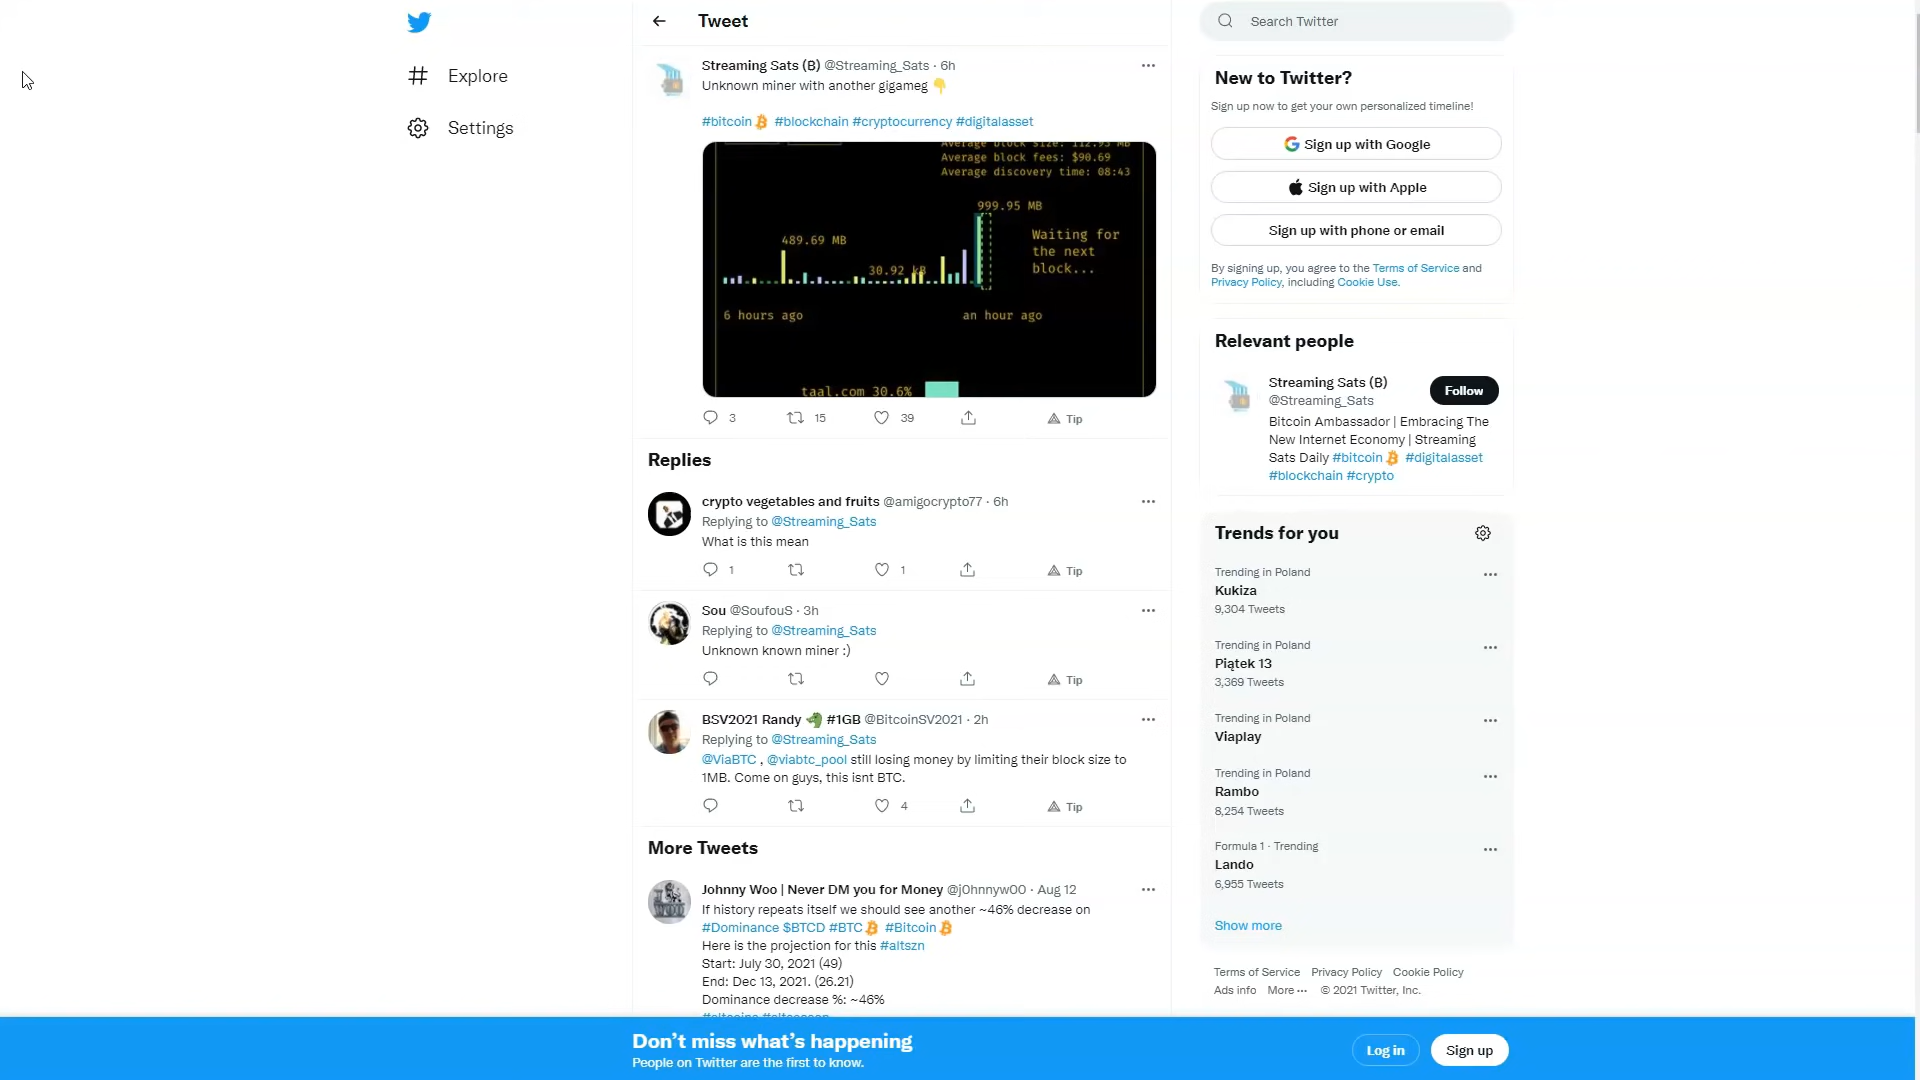 Tweet
Search Twitter
Explore
Settings
Streaming Sats (B) @Streaming_Sats · 6h
Unknown miner with another gigameg 👇
#bitcoin #blockchain #cryptocurrency #digitalasset
Average block size: 112.93 MB
Average block fees: $90.69
Average discovery time: 08:43
999.95 MB
489.69 MB
Waiting for
the next
block...
30.92 kB
6 hours ago
an hour ago
taal.com 30.6%
3
15
39
Tip
Replies
crypto vegetables and fruits @amigocrypto77 · 6h
Replying to @Streaming_Sats
What is this mean
1
1
Tip
Sou @SoufouS · 3h
Replying to @Streaming_Sats
Unknown known miner :)
Tip
BSV2021 Randy 🐉 #1GB @BitcoinSV2021 · 2h
Replying to @Streaming_Sats
@ViaBTC , @viabtc_pool still losing money by limiting their block size to
1MB. Come on guys, this isnt BTC.
4
Tip
More Tweets
Johnny Woo | Never DM you for Money @j0hnnyw00 · Aug 12
If history repeats itself we should see another ~46% decrease on
#Dominance $BTCD #BTC #Bitcoin
Here is the projection for this #altszn
Start: July 30, 2021 (49)
End: Dec 13, 2021. (26.21)
Dominance decrease %: ~46%
#altcoins #altseason
New to Twitter?
Sign up now to get your own personalized timeline!
Sign up with Google
Sign up with Apple
Sign up with phone or email
By signing up, you agree to the Terms of Service and
Privacy Policy, including Cookie Use.
Relevant people
Streaming Sats (B)
@Streaming_Sats
Follow
Bitcoin Ambassador | Embracing The
New Internet Economy | Streaming
Sats Daily #bitcoin #digitalasset
#blockchain #crypto
Trends for you
Trending in Poland
Kukiza
9,304 Tweets
Trending in Poland
Piątek 13
3,369 Tweets
Trending in Poland
Viaplay
Trending in Poland
Rambo
8,254 Tweets
Formula 1 · Trending
Lando
6,955 Tweets
Show more
Terms of Service Privacy Policy Cookie Policy
Ads info More ··· © 2021 Twitter, Inc.
Don’t miss what’s happening
People on Twitter are the first to know.
Log in
Sign up